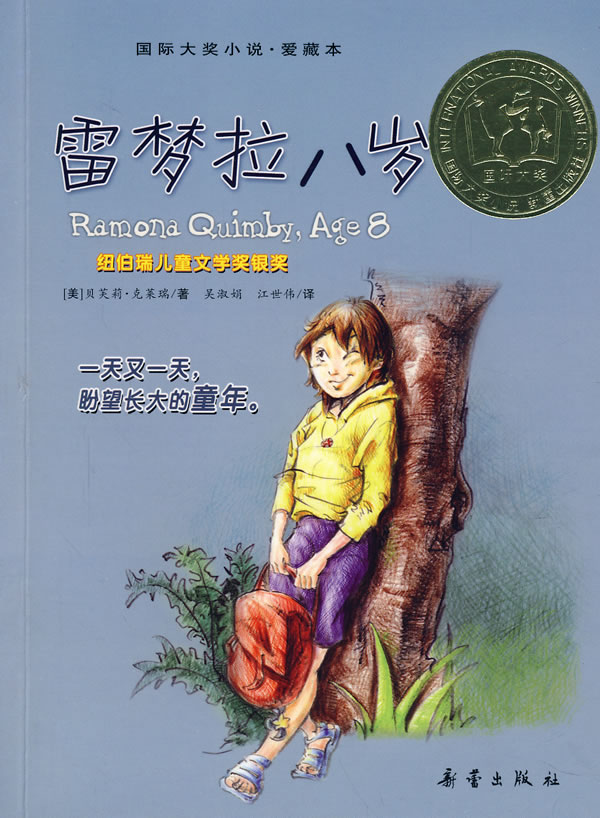 国际大奖小说·爱藏本
INTERNATIONAL AWARDS WINNERS
国际大奖
雷梦拉八岁
Ramona Quimby, Age 8
纽伯瑞儿童文学奖银奖
[美]贝芙莉·克莱瑞/著 吴淑娟 江世伟/译
一天又一天，
盼望长大的童年。
新蕾出版社